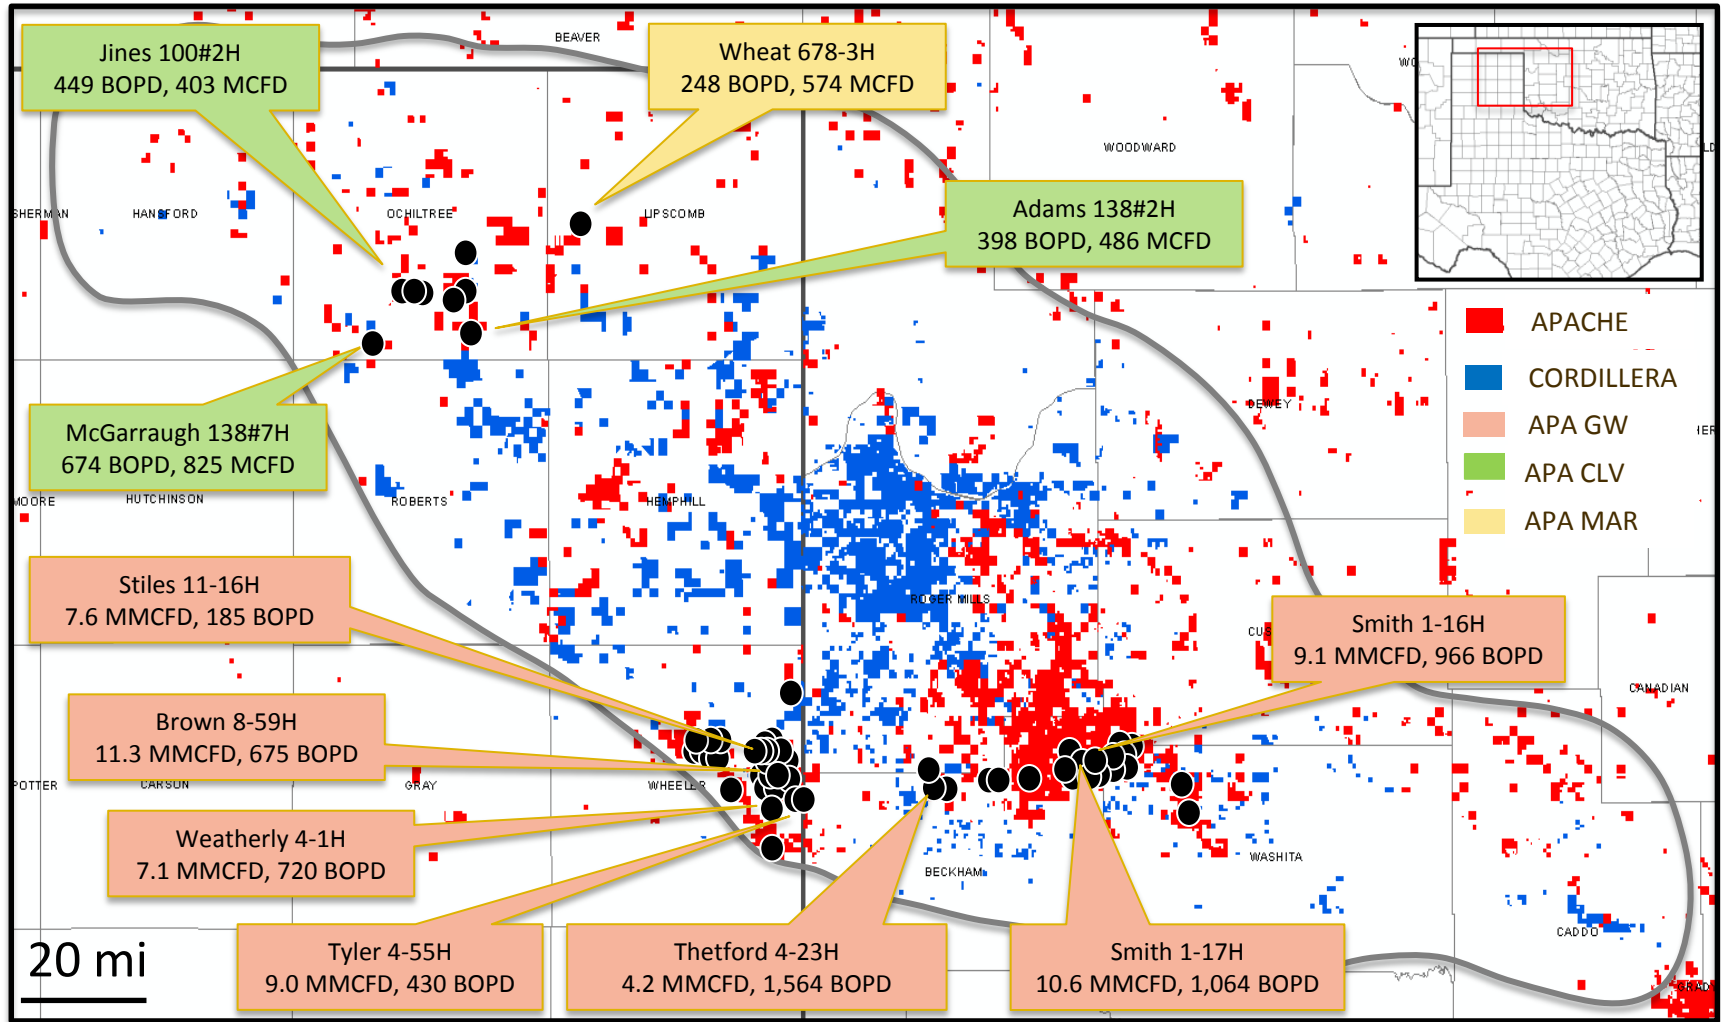 BEAVER
Jines 100#2H
449 BOPD, 403 MCFD
Wheat 678-3H
248 BOPD, 574 MCFD
WOODWARD
SHERMAN
HANSFORD
OCHILTREE
LIPSCOMB
Adams 138#2H
398 BOPD, 486 MCFD
APACHE
CORDILLERA
APA GW
APA CLV
APA MAR
DEWEY
McGarraugh 138#7H
674 BOPD, 825 MCFD
MOORE
HUTCHINSON
ROBERTS
HEMPHILL
Stiles 11-16H
7.6 MMCFD, 185 BOPD
ROGER MILLS
CUS
Smith 1-16H
9.1 MMCFD, 966 BOPD
CANADIAN
Brown 8-59H
11.3 MMCFD, 675 BOPD
POTTER
CARSON
GRAY
WHEELER
Weatherly 4-1H
7.1 MMCFD, 720 BOPD
BECKHAM
WASHITA
CADDO
Tyler 4-55H
9.0 MMCFD, 430 BOPD
Thetford 4-23H
4.2 MMCFD, 1,564 BOPD
Smith 1-17H
10.6 MMCFD, 1,064 BOPD
20 mi